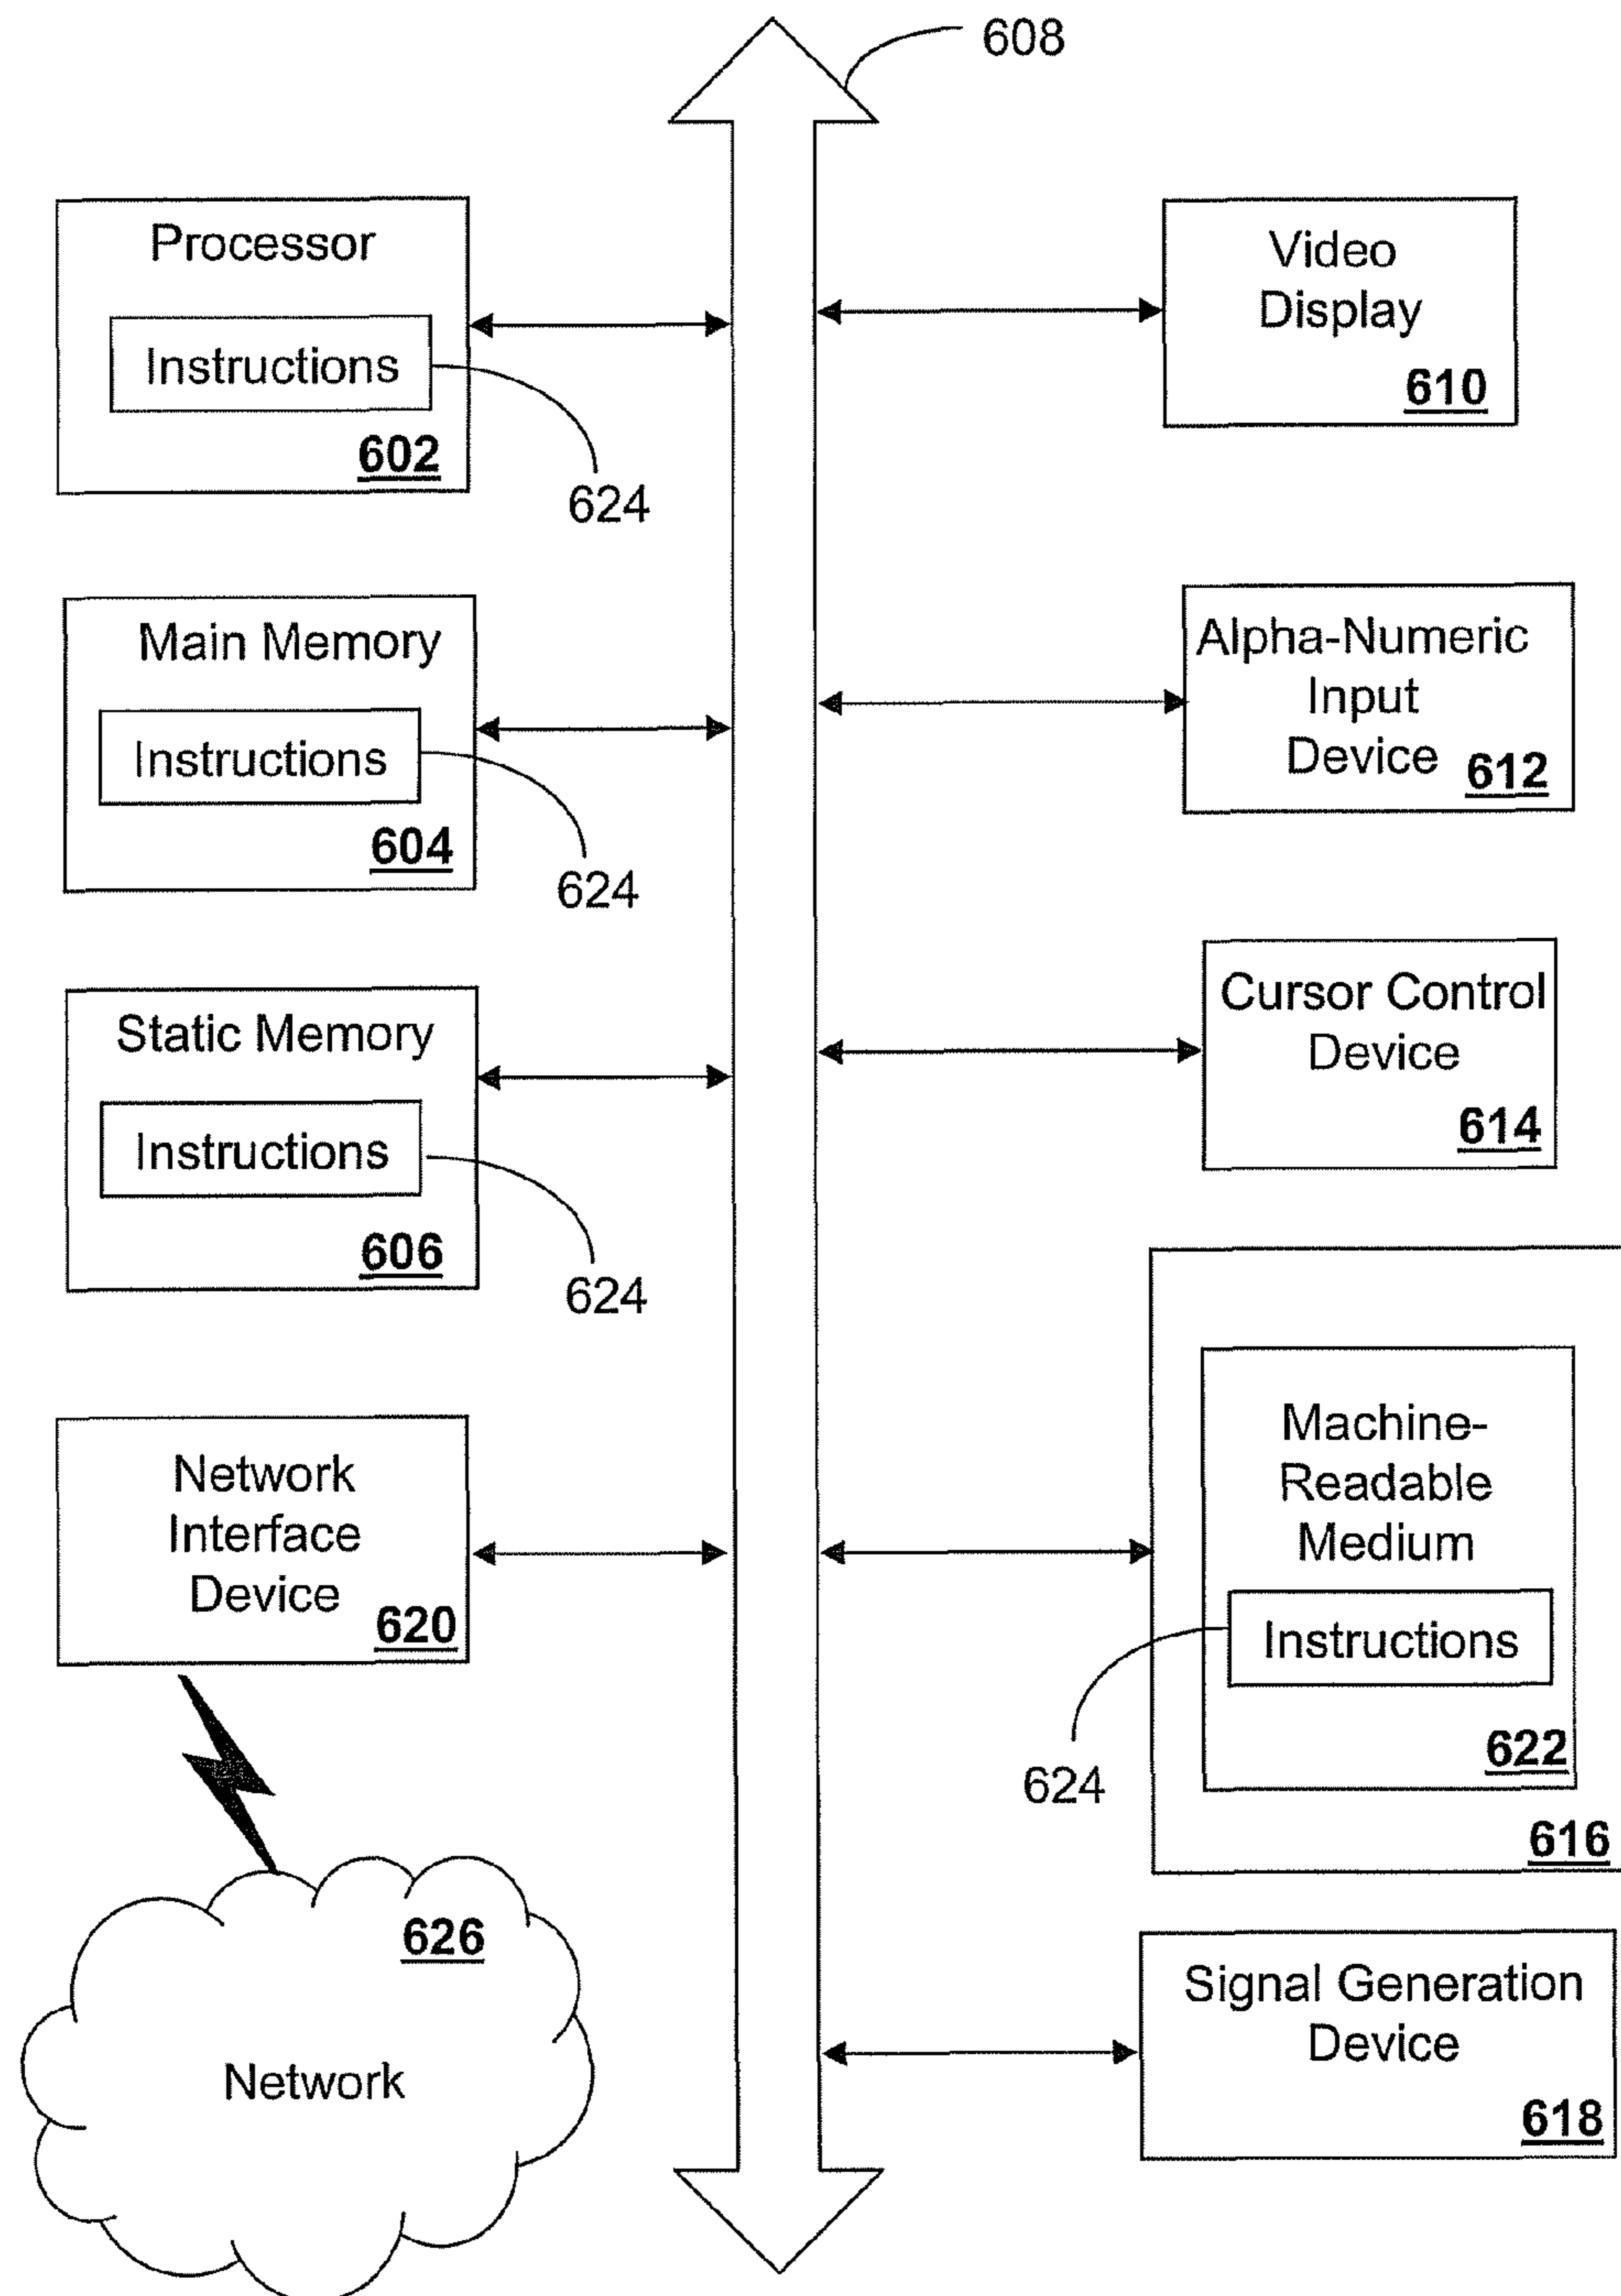 608
Processor
Instructions
602
624
Main Memory
Instructions
604
624
Static Memory
Instructions
606
624
Network
Interface
Device
620
626
Network
Video
Display
610
Alpha-Numeric
Input
Device
612
Cursor Control
Device
614
Machine-
Readable
Medium
Instructions
624
622
616
Signal Generation
Device
618